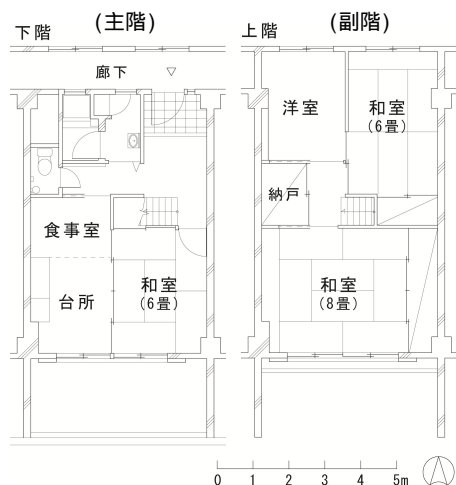 下階
(主階)
廊下
食事室
台所
和室
(6畳)
上階
(副階)
洋室
和室
(6畳)
納戸
和室
(8畳)
0 1 2 3 4 5m